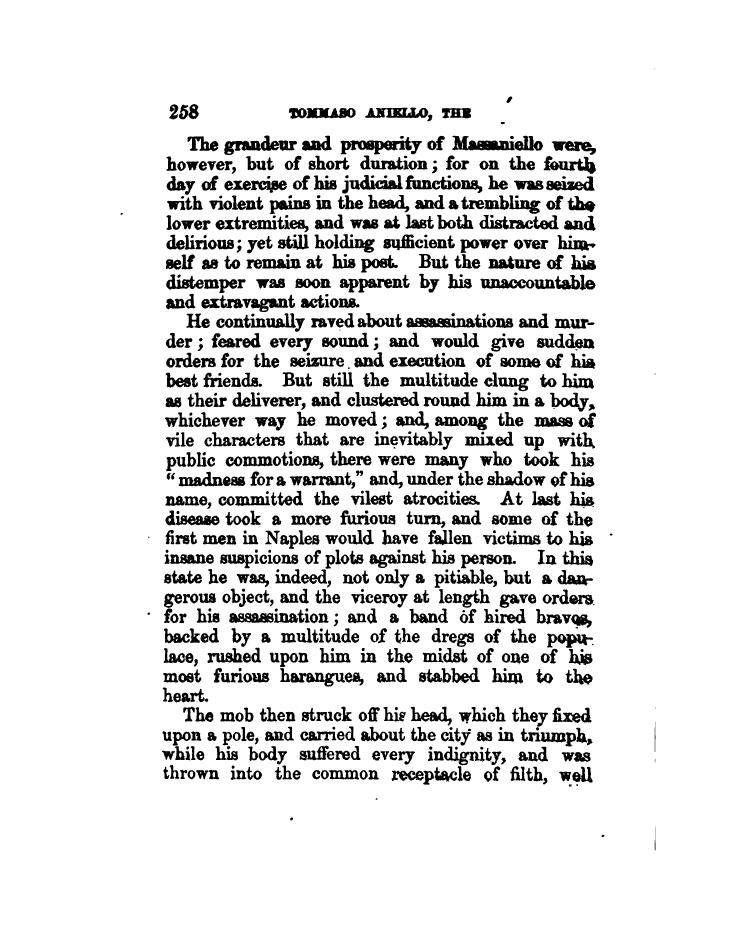 258 TOMMASO ANIELLO, THE
The grandeur and prosperity of Massaniello were,
however, but of short duration; for on the fourth
day of exercise of his judicial functions, he was seized
with violent pains in the head, and a trembling of the
lower extremities, and was at last both distracted and
delirious; yet still holding sufficient power over him-
self as to remain at his post. But the nature of his
distemper was soon apparent by his unaccountable
and extravagant actions.
He continually raved about assassinations and mur-
der; feared every sound; and would give sudden
orders for the seizure and execution of some of his
best friends. But still the multitude clung to him
as their deliverer, and clustered round him in a body,
whichever way he moved; and, among the mass of
vile characters that are inevitably mixed up with
public commotions, there were many who took his
"madness for a warrant," and, under the shadow of his
name, committed the vilest atrocities. At last his
disease took a more furious turn, and some of the
first men in Naples would have fallen victims to his
insane suspicions of plots against his person. In this
state he was, indeed, not only a pitiable, but a dan-
gerous object, and the viceroy at length gave orders
for his assassination; and a band of hired bravos,
backed by a multitude of the dregs of the popu-
lace, rushed upon him in the midst of one of his
most furious harangues, and stabbed him to the
heart.
The mob then struck off his head, which they fixed
upon a pole, and carried about the city as in triumph,
while his body suffered every indignity, and was
thrown into the common receptacle of filth, well